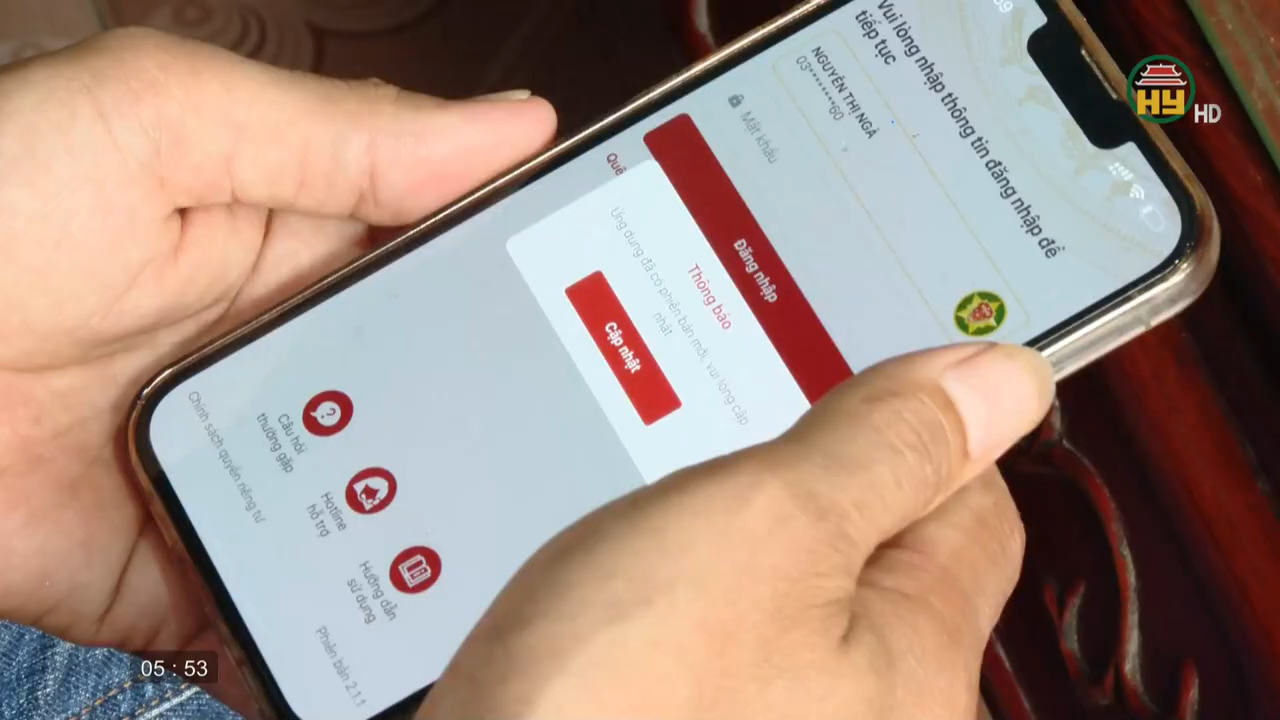 59
Vui lòng nhập thông tin đăng nhập để
tiếp tục
NGUYỄN THỊ NGÀ
03********60
Mật khẩu
Đăng nhập
Quê
Thông báo
Ứng dụng đã có phiên bản mới, vui lòng cập
nhật
Cập nhật
Câu hỏi
thường gặp
Hotline
hỗ trợ
Hướng dẫn
sử dụng
Chính sách quyền riêng tư
Phiên bản 2.1.1
HY
HD
05 : 53